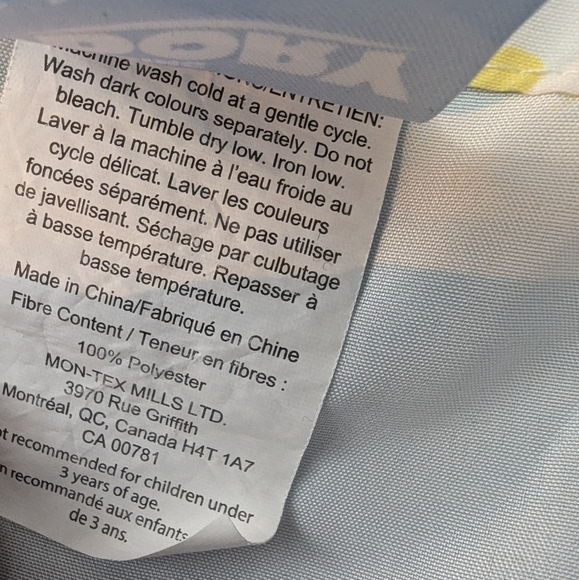 wash cold at a gentle cycle.
Wash dark colours separately. Do not
bleach. Tumble dry low. Iron low.
Laver à la machine à l'eau froide au
cycle délicat. Laver les couleurs
foncées séparément. Ne pas utiliser
de javellisant. Séchage par culbutage
à basse température. Repasser à
basse température.
Made in China/Fabriqué en Chine
Fibre Content / Teneur en fibres :
100% Polyester
MON-TEX MILLS LTD.
3970 Rue Griffith
Montréal, QC, Canada H4T 1A7
CA 00781
recommended for children under
3 years of age.
recommandé aux enfants
de 3 ans.